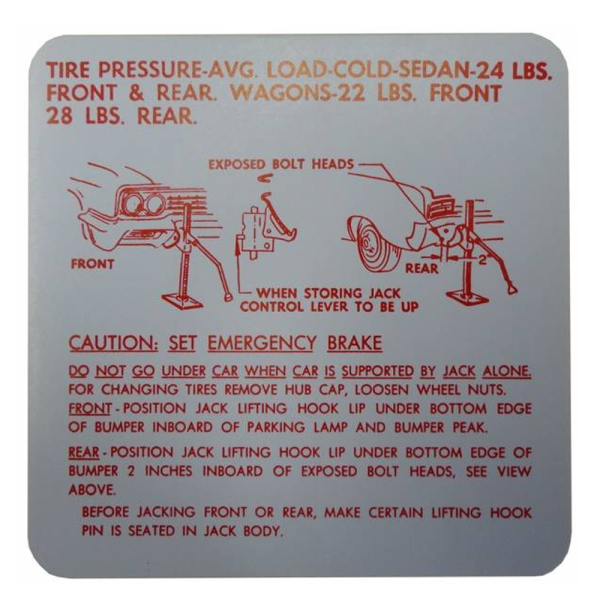 TIRE PRESSURE-AVG. LOAD-COLD-SEDAN-24 LBS.
FRONT & REAR. WAGONS-22 LBS. FRONT
28 LBS. REAR.
EXPOSED BOLT HEADS
FRONT
REAR
2"
WHEN STORING JACK
CONTROL LEVER TO BE UP
CAUTION: SET EMERGENCY BRAKE
DO NOT GO UNDER CAR WHEN CAR IS SUPPORTED BY JACK ALONE.
FOR CHANGING TIRES REMOVE HUB CAP, LOOSEN WHEEL NUTS.
FRONT - POSITION JACK LIFTING HOOK LIP UNDER BOTTOM EDGE
OF BUMPER INBOARD OF PARKING LAMP AND BUMPER PEAK.
REAR - POSITION JACK LIFTING HOOK LIP UNDER BOTTOM EDGE OF
BUMPER 2 INCHES INBOARD OF EXPOSED BOLT HEADS, SEE VIEW
ABOVE.
BEFORE JACKING FRONT OR REAR, MAKE CERTAIN LIFTING HOOK
PIN IS SEATED IN JACK BODY.